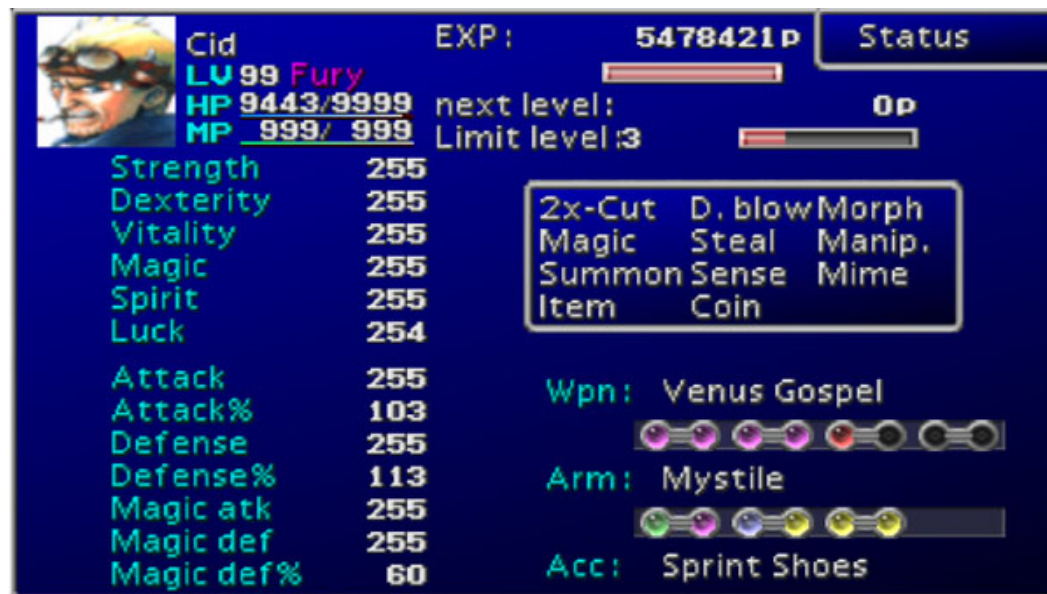 Cid EXP: 5478421p Status
LV 99 Fury
HP 9443/9999 next level: 0p
MP 999/ 999 Limit level:3
Strength 255
Dexterity 255
Vitality 255
Magic 255
Spirit 255
Luck 254
2x-Cut D.blow Morph
Magic Steal Manip.
Summon Sense Mime
Item Coin
Attack 255
Attack% 103
Defense 255
Defense% 113
Magic atk 255
Magic def 255
Magic def% 60
Wpn: Venus Gospel
Arm: Mystile
Acc: Sprint Shoes